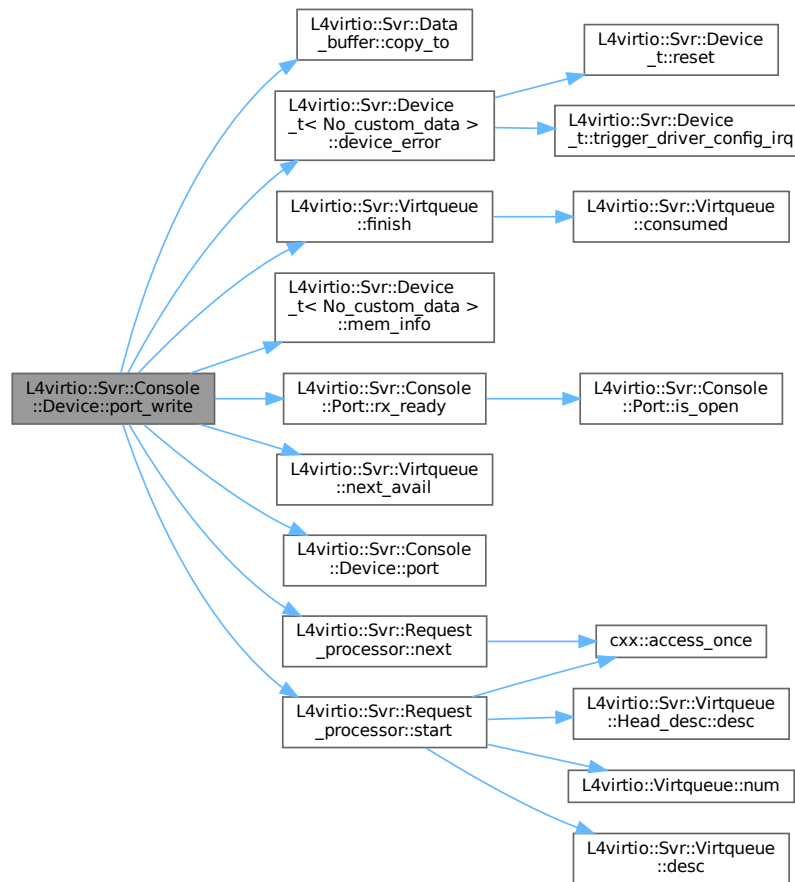 L4virtio::Svr::Data
_buffer::copy_to
L4virtio::Svr::Device
_t::reset
L4virtio::Svr::Device
_t< No_custom_data >
::device_error
L4virtio::Svr::Device
_t::trigger_driver_config_irq
L4virtio::Svr::Virtqueue
::finish
L4virtio::Svr::Virtqueue
::consumed
L4virtio::Svr::Device
_t< No_custom_data >
::mem_info
L4virtio::Svr::Console
::Device::port_write
L4virtio::Svr::Console
::Port::rx_ready
L4virtio::Svr::Console
::Port::is_open
L4virtio::Svr::Virtqueue
::next_avail
L4virtio::Svr::Console
::Device::port
L4virtio::Svr::Request
_processor::next
cxx::access_once
L4virtio::Svr::Request
_processor::start
L4virtio::Svr::Virtqueue
::Head_desc::desc
L4virtio::Virtqueue::num
L4virtio::Svr::Virtqueue
::desc